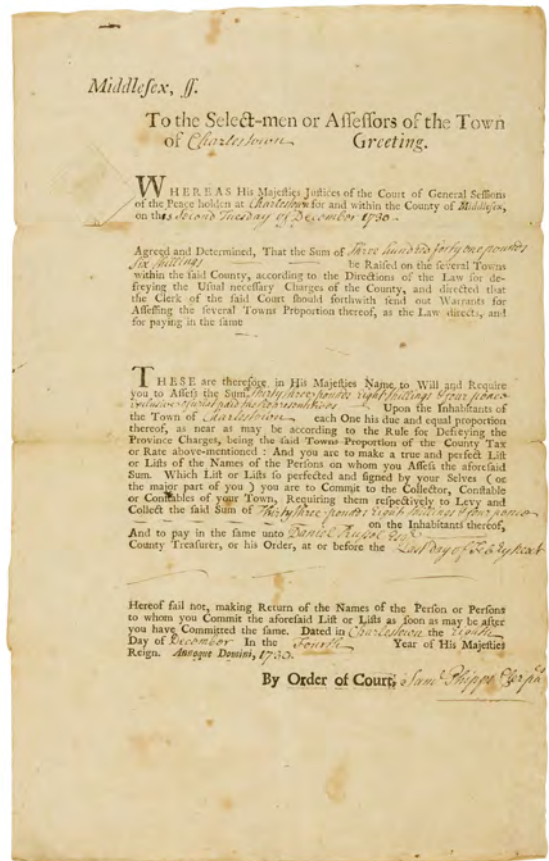 Middleſex, ſſ.
To the Select-men or Aſſeſſors of the Town
of Charlestown Greeting.
WHEREAS His Majeſties Juſtices of the Court of General Seſſions
of the Peace holden at Charlestown for and within the County of Middleſex,
on the Second Tuesday of December 1730
Agreed and Determined, That the Sum of Three hundred forty one pounds
Six shillings be Raiſed on the ſeveral Towns
within the ſaid County, according to the Directions of the Law for de-
freying the Uſual neceſſary Charges of the County, and directed that
the Clerk of the ſaid Court ſhould forthwith ſend out Warrants for
Aſſeſſing the ſeveral Towns Proportion thereof, as the Law directs, and
for paying in the ſame
THESE are therefore in His Majeſties Name to Will and Require
you to Aſſeſs the Sum thirty three pounds Eight shillings & four pence
Exclusive of what paid the Representatives Upon the Inhabitants of
the Town of Charlestown each One his due and equal proportion
thereof, as near as may be according to the Rule for Defreying the
Province Charges, being the ſaid Towns Proportion of the County Tax
or Rate above-mentioned : And you are to make a true and perfect Liſt
or Liſts of the Names of the Perſons on whom you Aſſeſs the aforeſaid
Sum. Which Liſt or Liſts ſo perfected and ſigned by your Selves ( or
the major part of you ) you are to Commit to the Collector, Conſtable
or Conſtables of your Town, Requiring them reſpectively to Levy and
Collect the ſaid Sum of Thirty three pounds Eight shillings & four pence
on the Inhabitants thereof,
And to pay in the ſame unto Daniel Russel Esqr
County Treaſurer, or his Order, at or before the Last day of Feb:ry next
Hereof fail not, making Return of the Names of the Perſon or Perſons
to whom you Commit the aforeſaid Liſt or Liſts as ſoon as may be after
you have Committed the ſame. Dated in Charlestown the Eighth
Day of December In the Fourth Year of His Majeſties
Reign. Annoque Domini, 1730.
By Order of Court, Saml Phipps Cler pa